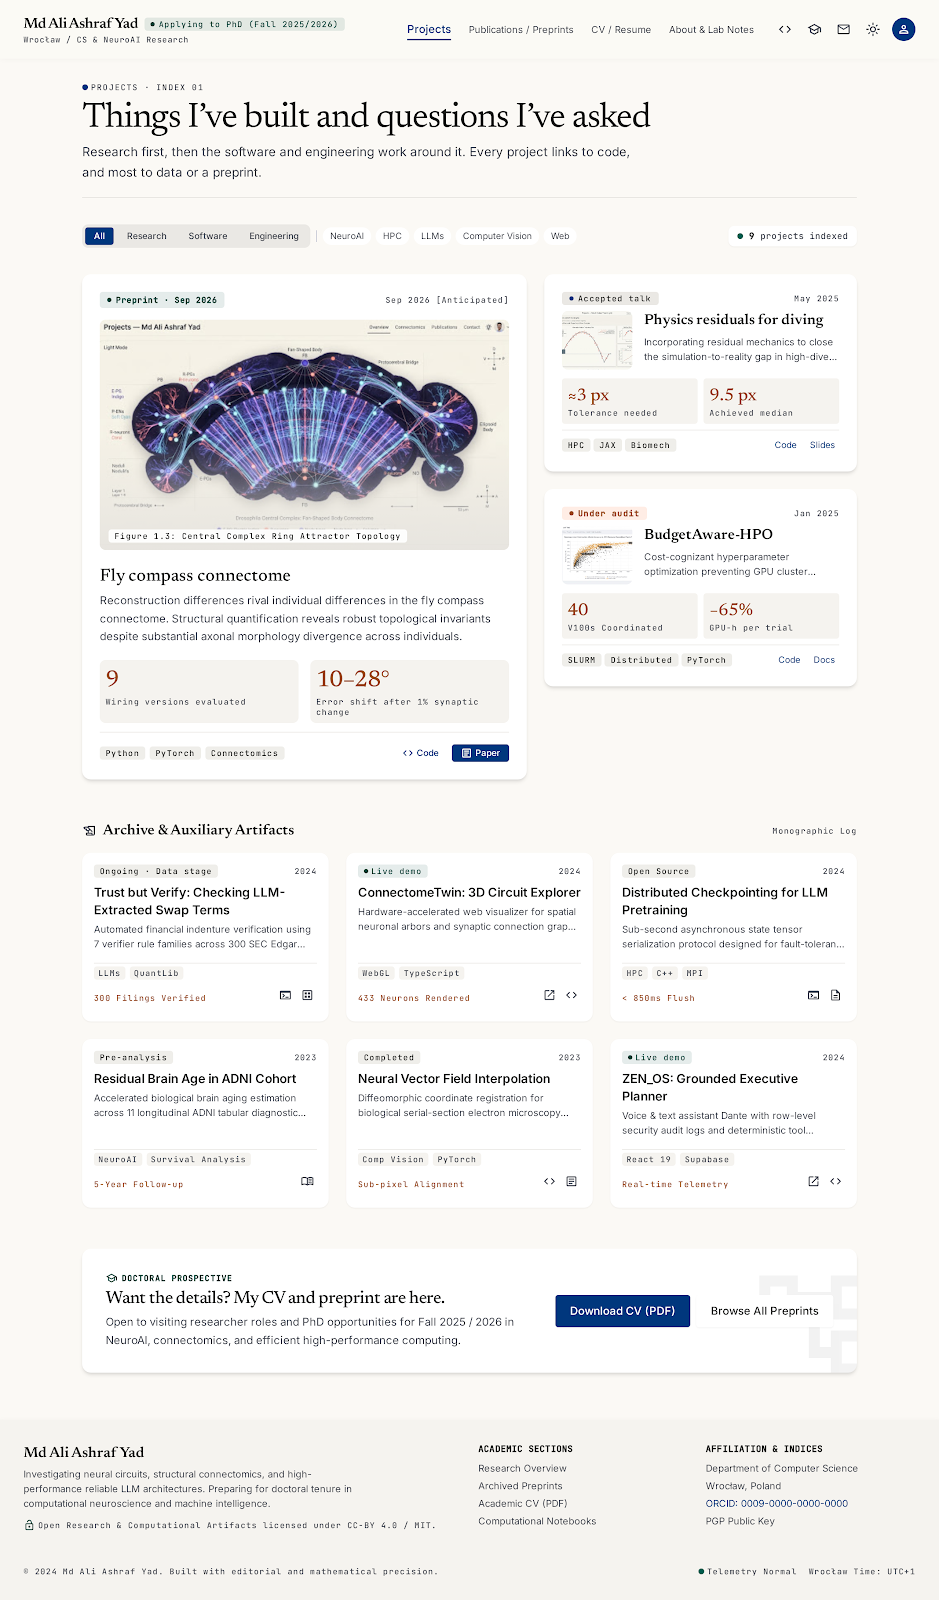 Md Ali Ashraf Yad
Applying to PhD (Fall 2025/2026)
Wrocław / CS & NeuroAI Research
Projects
Publications / Preprints
CV / Resume
About & Lab Notes
PROJECTS · INDEX 01
Things I’ve built and questions I’ve asked
Research first, then the software and engineering work around it. Every project links to code,
and most to data or a preprint.
All
Research
Software
Engineering
NeuroAI
HPC
LLMs
Computer Vision
Web
9 projects indexed
Preprint · Sep 2026
Sep 2026 [Anticipated]
Projects — Md Ali Ashraf Yad
Overview
Connectomics
Publications
Contact
Light Mode
Fan-Shaped Body
Protocerebral Bridge
Ellipsoid
Body
Protocerebral Bridge
Drosophila Central Complex: Fan-Shaped Body Connectome
Figure 1.3: Central Complex Ring Attractor Topology
Fly compass connectome
Reconstruction differences rival individual differences in the fly compass
connectome. Structural quantification reveals robust topological invariants
despite substantial axonal morphology divergence across individuals.
9
Wiring versions evaluated
10–28°
Error shift after 1% synaptic
change
Python
PyTorch
Connectomics
Code
Paper
Accepted talk
May 2025
Physics residuals for diving
Incorporating residual mechanics to close
the simulation-to-reality gap in high-dive...
≈3 px
Tolerance needed
9.5 px
Achieved median
HPC
JAX
Biomech
Code
Slides
Under audit
Jan 2025
BudgetAware-HPO
Cost-cognizant hyperparameter
optimization preventing GPU cluster...
40
V100s Coordinated
−65%
GPU-h per trial
SLURM
Distributed
PyTorch
Code
Docs
Archive & Auxiliary Artifacts
Monographic Log
Ongoing · Data stage
2024
Trust but Verify: Checking LLM-
Extracted Swap Terms
Automated financial indenture verification using
7 verifier rule families across 300 SEC Edgar...
LLMs
QuantLib
300 Filings Verified
Live demo
2024
ConnectomeTwin: 3D Circuit Explorer
Hardware-accelerated web visualizer for spatial
neuronal arbors and synaptic connection grap...
WebGL
TypeScript
433 Neurons Rendered
Open Source
2024
Distributed Checkpointing for LLM
Pretraining
Sub-second asynchronous state tensor
serialization protocol designed for fault-toleran...
HPC
C++
MPI
< 850ms Flush
Pre-analysis
2023
Residual Brain Age in ADNI Cohort
Accelerated biological brain aging estimation
across 11 longitudinal ADNI tabular diagnostic...
NeuroAI
Survival Analysis
5-Year Follow-up
Completed
2023
Neural Vector Field Interpolation
Diffeomorphic coordinate registration for
biological serial-section electron microscopy...
Comp Vision
PyTorch
Sub-pixel Alignment
Live demo
2024
ZEN_OS: Grounded Executive
Planner
Voice & text assistant Dante with row-level
security audit logs and deterministic tool...
React 19
Supabase
Real-time Telemetry
DOCTORAL PROSPECTIVE
Want the details? My CV and preprint are here.
Open to visiting researcher roles and PhD opportunities for Fall 2025 / 2026 in
NeuroAI, connectomics, and efficient high-performance computing.
Download CV (PDF)
Browse All Preprints
Md Ali Ashraf Yad
Investigating neural circuits, structural connectomics, and high-
performance reliable LLM architectures. Preparing for doctoral tenure in
computational neuroscience and machine intelligence.
Open Research & Computational Artifacts licensed under CC-BY 4.0 / MIT.
ACADEMIC SECTIONS
Research Overview
Archived Preprints
Academic CV (PDF)
Computational Notebooks
AFFILIATION & INDICES
Department of Computer Science
Wrocław, Poland
ORCID: 0009-0000-0000-0000
PGP Public Key
© 2024 Md Ali Ashraf Yad. Built with editorial and mathematical precision.
Telemetry Normal
Wrocław Time: UTC+1